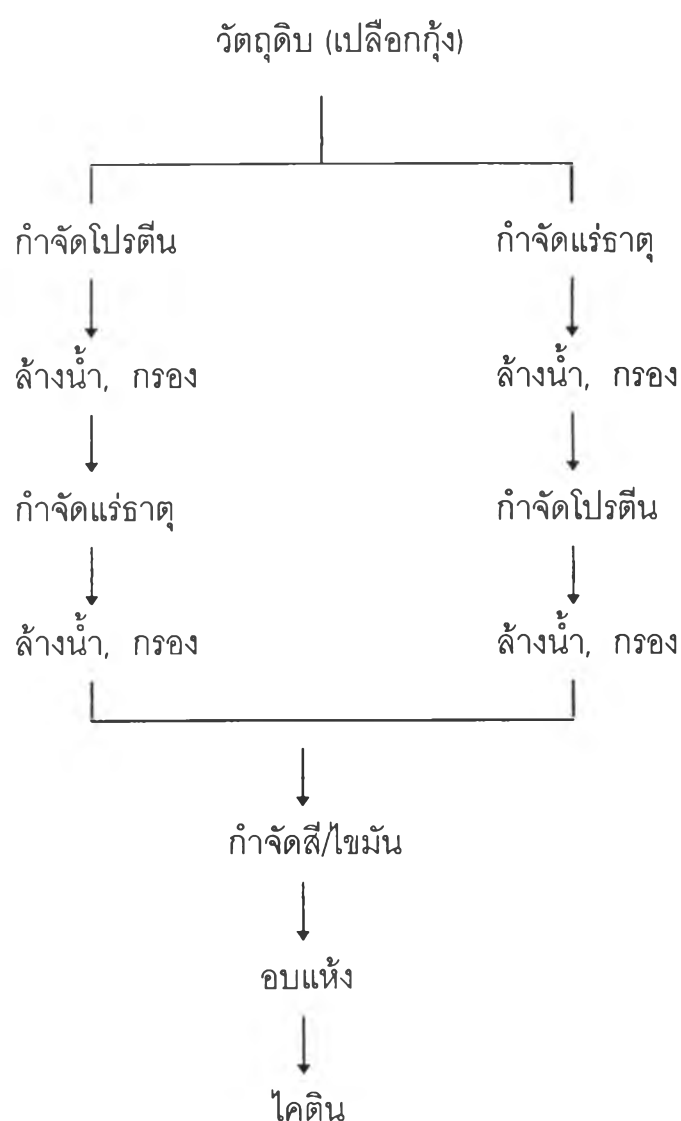 วัตถุดิบ (เปลือกกุ้ง)
กำจัดโปรตีน กำจัดแร่ธาตุ
ล้างน้ำ, กรอง ล้างน้ำ, กรอง
กำจัดแร่ธาตุ กำจัดโปรตีน
ล้างน้ำ, กรอง ล้างน้ำ, กรอง
กำจัดสี/ไขมัน
อบแห้ง
ไคติน